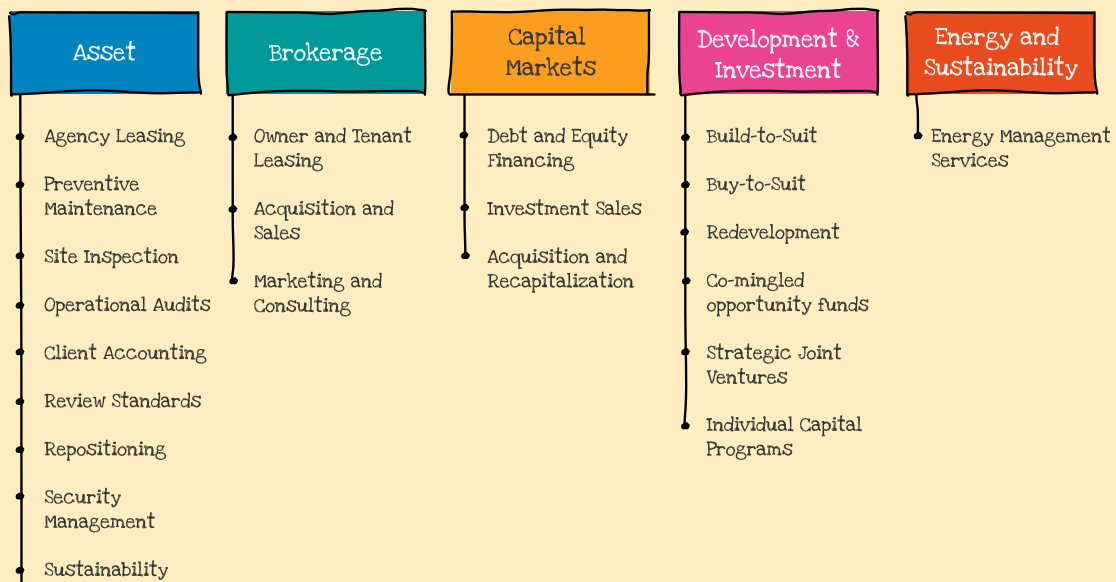 Asset
Agency Leasing
Preventive
Maintenance
Site Inspection
Operational Audits
Client Accounting
Review Standards
Repositioning
Security
Management
Sustainability
Brokerage
Owner and Tenant
Leasing
Acquisition and
Sales
Marketing and
Consulting
Capital
Markets
Debt and Equity
Financing
Investment Sales
Acquisition and
Recapitalization
Development &
Investment
Build-to-Suit
Buy-to-Suit
Redevelopment
Co-mingled
opportunity funds
Strategic Joint
Ventures
Individual Capital
Programs
Energy and
Sustainability
Energy Management
Services